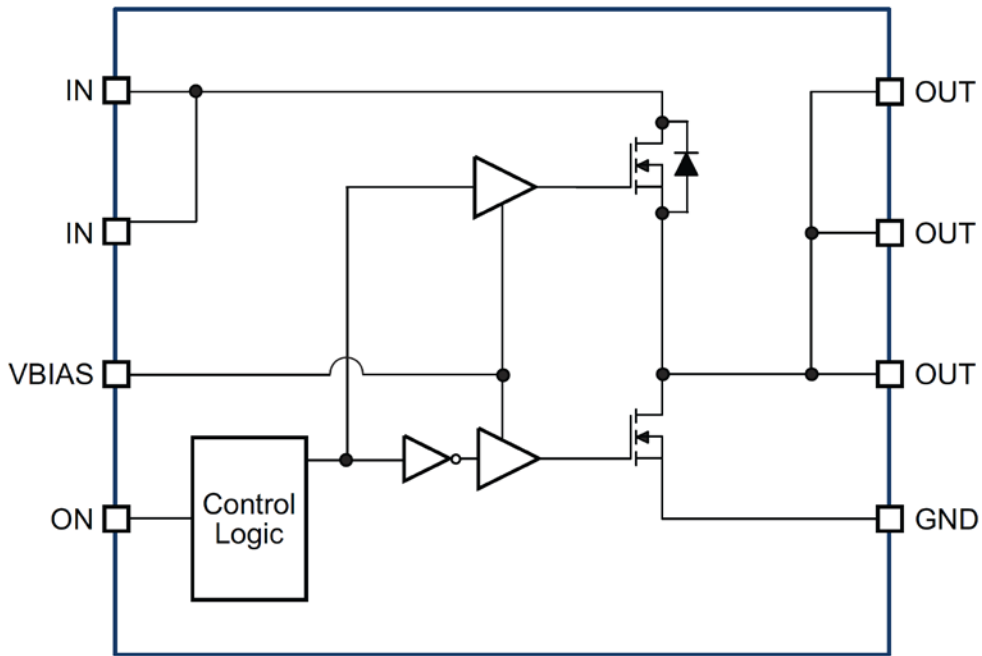 IN
OUT
IN
OUT
VBIAS
OUT
Control
Logic
ON
GND